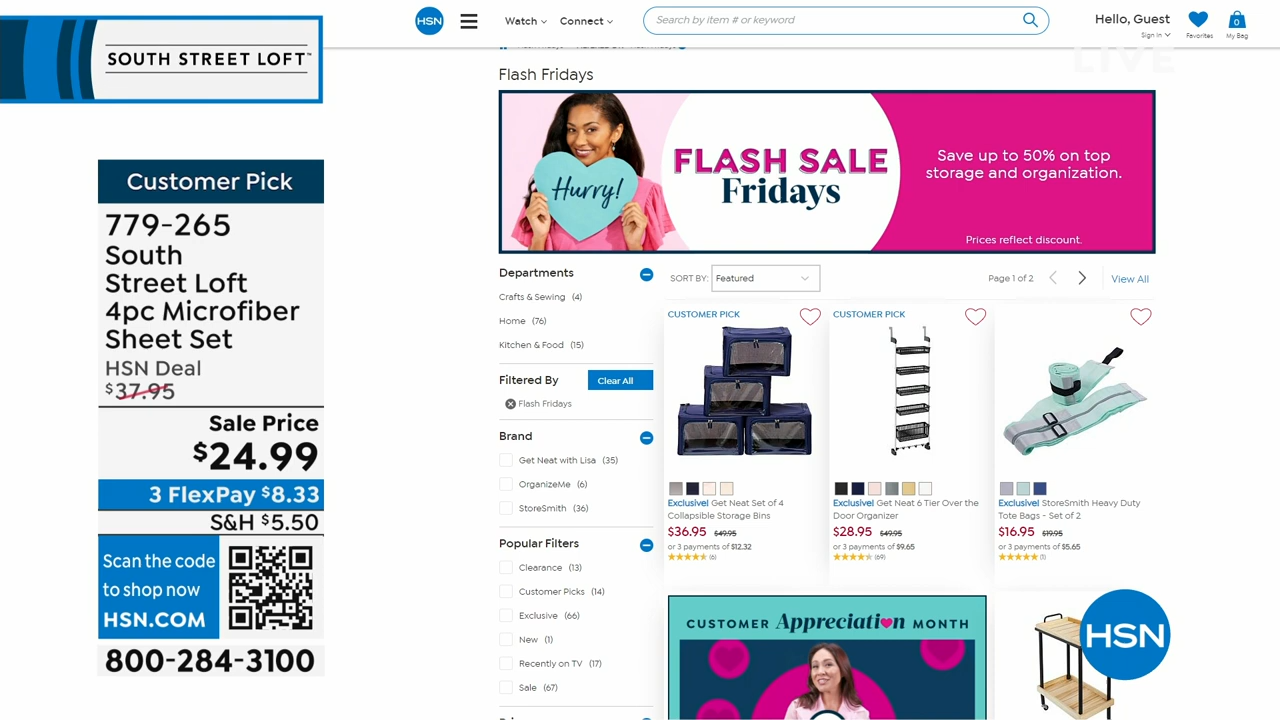 SOUTH STREET LOFT™
Customer Pick
779-265
South
Street Loft
4pc Microfiber
Sheet Set
HSN Deal
$37.95
Sale Price
$24.99
3 FlexPay $8.33
S&H $5.50
Scan the code
to shop now
HSN.COM
800-284-3100
HSN
Watch
Connect
Search by item # or keyword
Hello, Guest
Sign in
Favorites
0
My Bag
LIVE
Flash Fridays
Hurry!
FLASH SALE
Fridays
Save up to 50% on top
storage and organization.
Prices reflect discount.
Departments
Crafts & Sewing (4)
Home (76)
Kitchen & Food (15)
Filtered By
Clear All
Flash Fridays
Brand
Get Neat with Lisa (35)
OrganizeMe (6)
StoreSmith (36)
Popular Filters
Clearance (13)
Customer Picks (14)
Exclusive (66)
New (1)
Recently on TV (17)
Sale (67)
SORT BY: Featured
Page 1 of 2
View All
CUSTOMER PICK
Exclusive! Get Neat Set of 4
Collapsible Storage Bins
$36.95 $49.95
or 3 payments of $12.32
(6)
CUSTOMER PICK
Exclusive! Get Neat 6 Tier Over the
Door Organizer
$28.95 $49.95
or 3 payments of $9.65
(69)
Exclusive! StoreSmith Heavy Duty
Tote Bags - Set of 2
$16.95 $19.95
or 3 payments of $5.65
(1)
CUSTOMER Appreciation MONTH
HSN